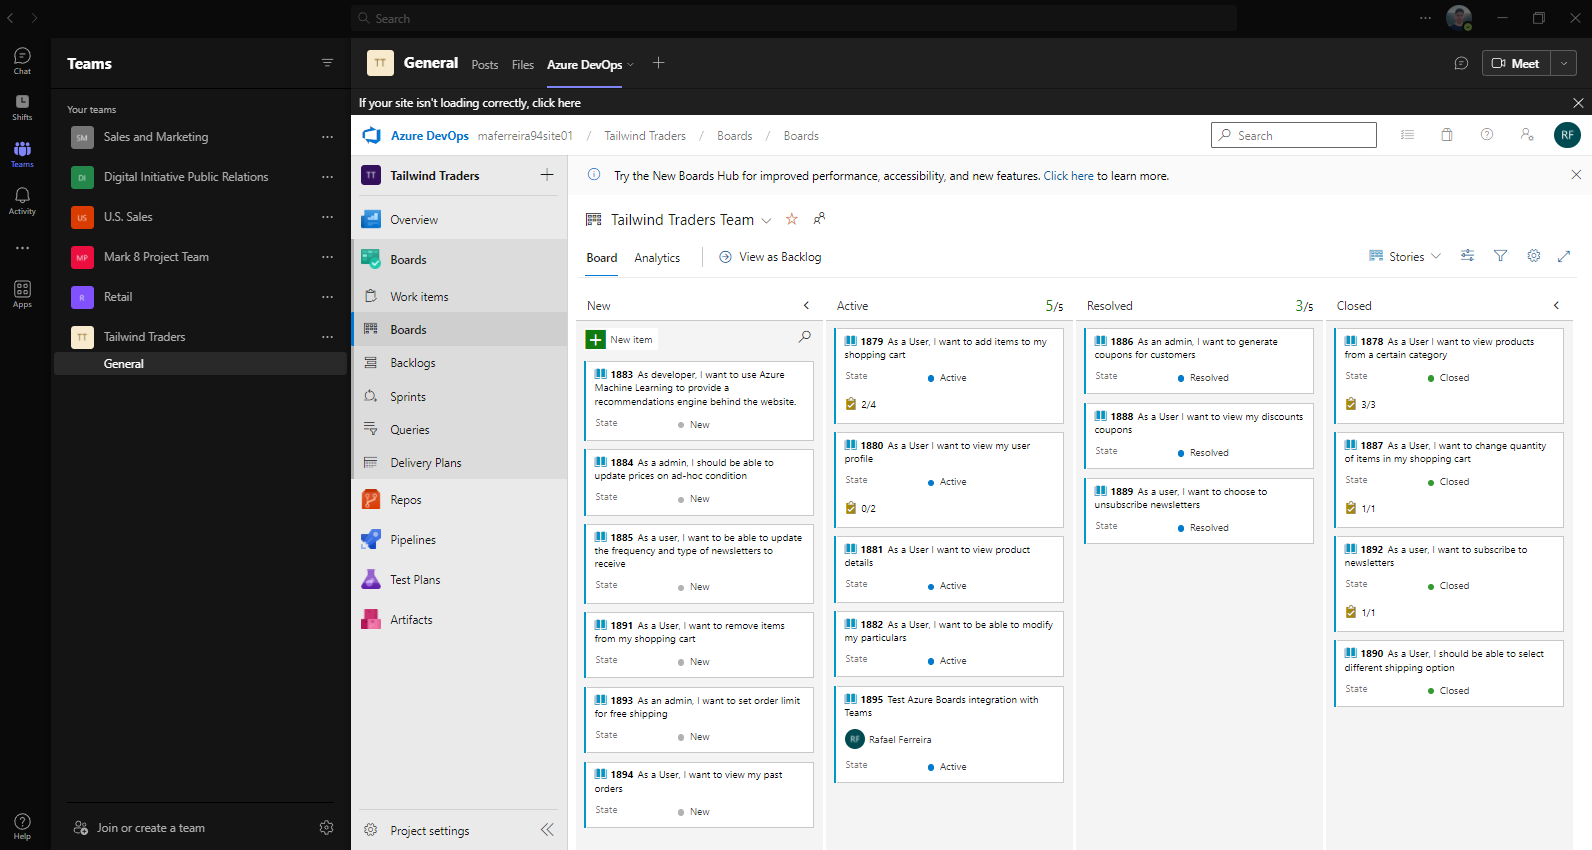 Search
Chat
Shifts
Teams
Activity
Apps
Help
Teams
Your teams
SM Sales and Marketing
DI Digital Initiative Public Relations
US U.S. Sales
MP Mark 8 Project Team
R Retail
TT Tailwind Traders
General
Join or create a team
TT General Posts Files Azure DevOps
Meet
If your site isn't loading correctly, click here
Azure DevOps maferreira94site01 / Tailwind Traders / Boards / Boards
Search
RF
TT Tailwind Traders
Overview
Boards
Work items
Boards
Backlogs
Sprints
Queries
Delivery Plans
Repos
Pipelines
Test Plans
Artifacts
Project settings
Try the New Boards Hub for improved performance, accessibility, and new features. Click here to learn more.
Tailwind Traders Team
Board Analytics View as Backlog
Stories
New
New item
1883 As developer, I want to use Azure
Machine Learning to provide a
recommendations engine behind the website.
State New
1884 As a admin, I should be able to
update prices on ad-hoc condition
State New
1885 As a user, I want to be able to update
the frequency and type of newsletters to
receive
State New
1891 As a User, I want to remove items
from my shopping cart
State New
1893 As an admin, I want to set order limit
for free shipping
State New
1894 As a User, I want to view my past
orders
State New
Active 5/5
1879 As a User, I want to add items to my
shopping cart
State Active
2/4
1880 As a User I want to view my user
profile
State Active
0/2
1881 As a User I want to view product
details
State Active
1882 As a User, I want to be able to modify
my particulars
State Active
1895 Test Azure Boards integration with
Teams
RF Rafael Ferreira
State Active
Resolved 3/5
1886 As an admin, I want to generate
coupons for customers
State Resolved
1888 As a User I want to view my discounts
coupons
State Resolved
1889 As a user, I want to choose to
unsubscribe newsletters
State Resolved
Closed
1878 As a User I want to view products
from a certain category
State Closed
3/3
1887 As a User, I want to change quantity
of items in my shopping cart
State Closed
1/1
1892 As a user, I want to subscribe to
newsletters
State Closed
1/1
1890 As a User, I should be able to select
different shipping option
State Closed